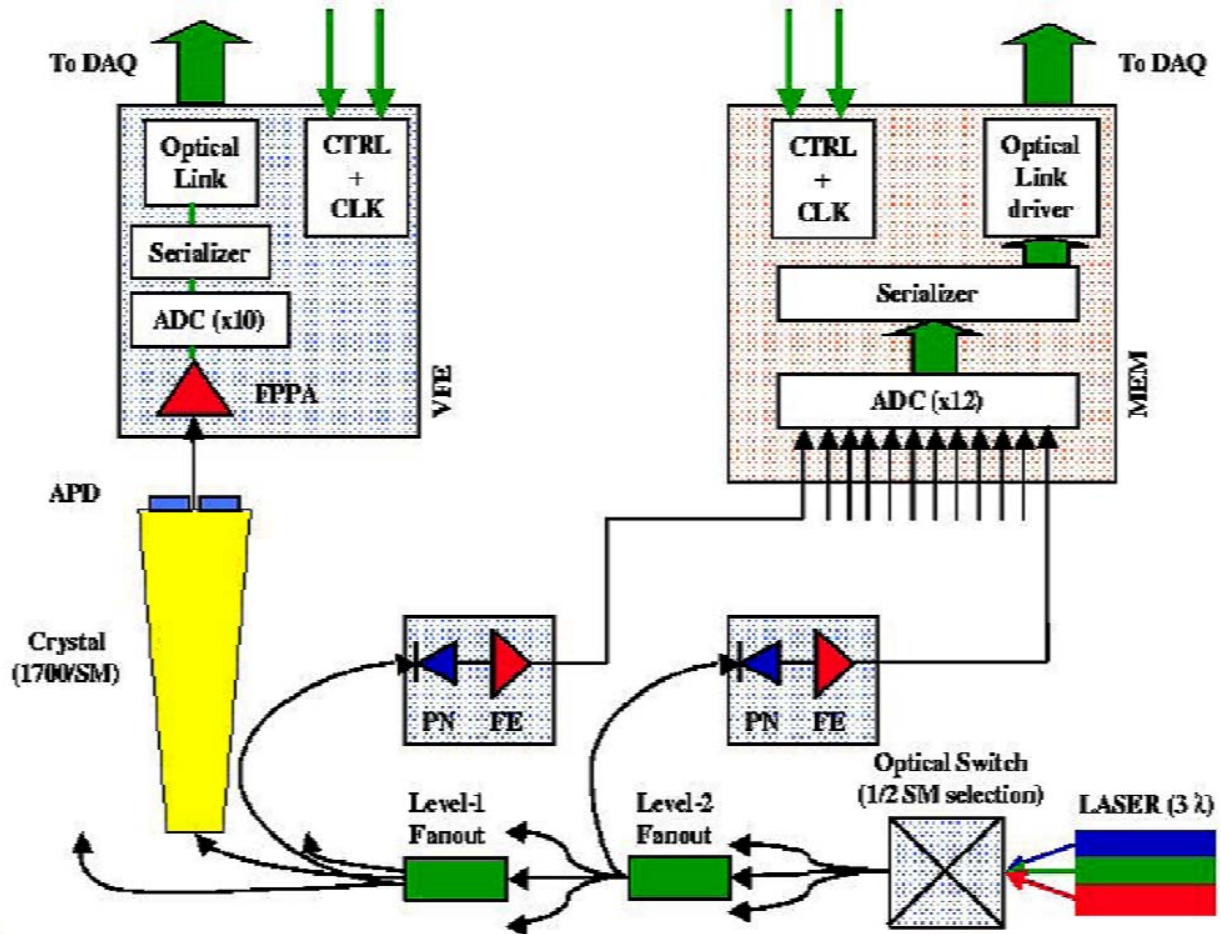 To DAQ
Optical
Link
CTRL
+
CLK
Serializer
ADC (x10)
FPPA
VFE
To DAQ
CTRL
+
CLK
Optical
Link
driver
Serializer
ADC (x12)
MEM
APD
Crystal
(1700/SM)
PN FE
PN FE
Level-1
Fanout
Level-2
Fanout
Optical Switch
(1/2 SM selection)
LASER (3 λ)